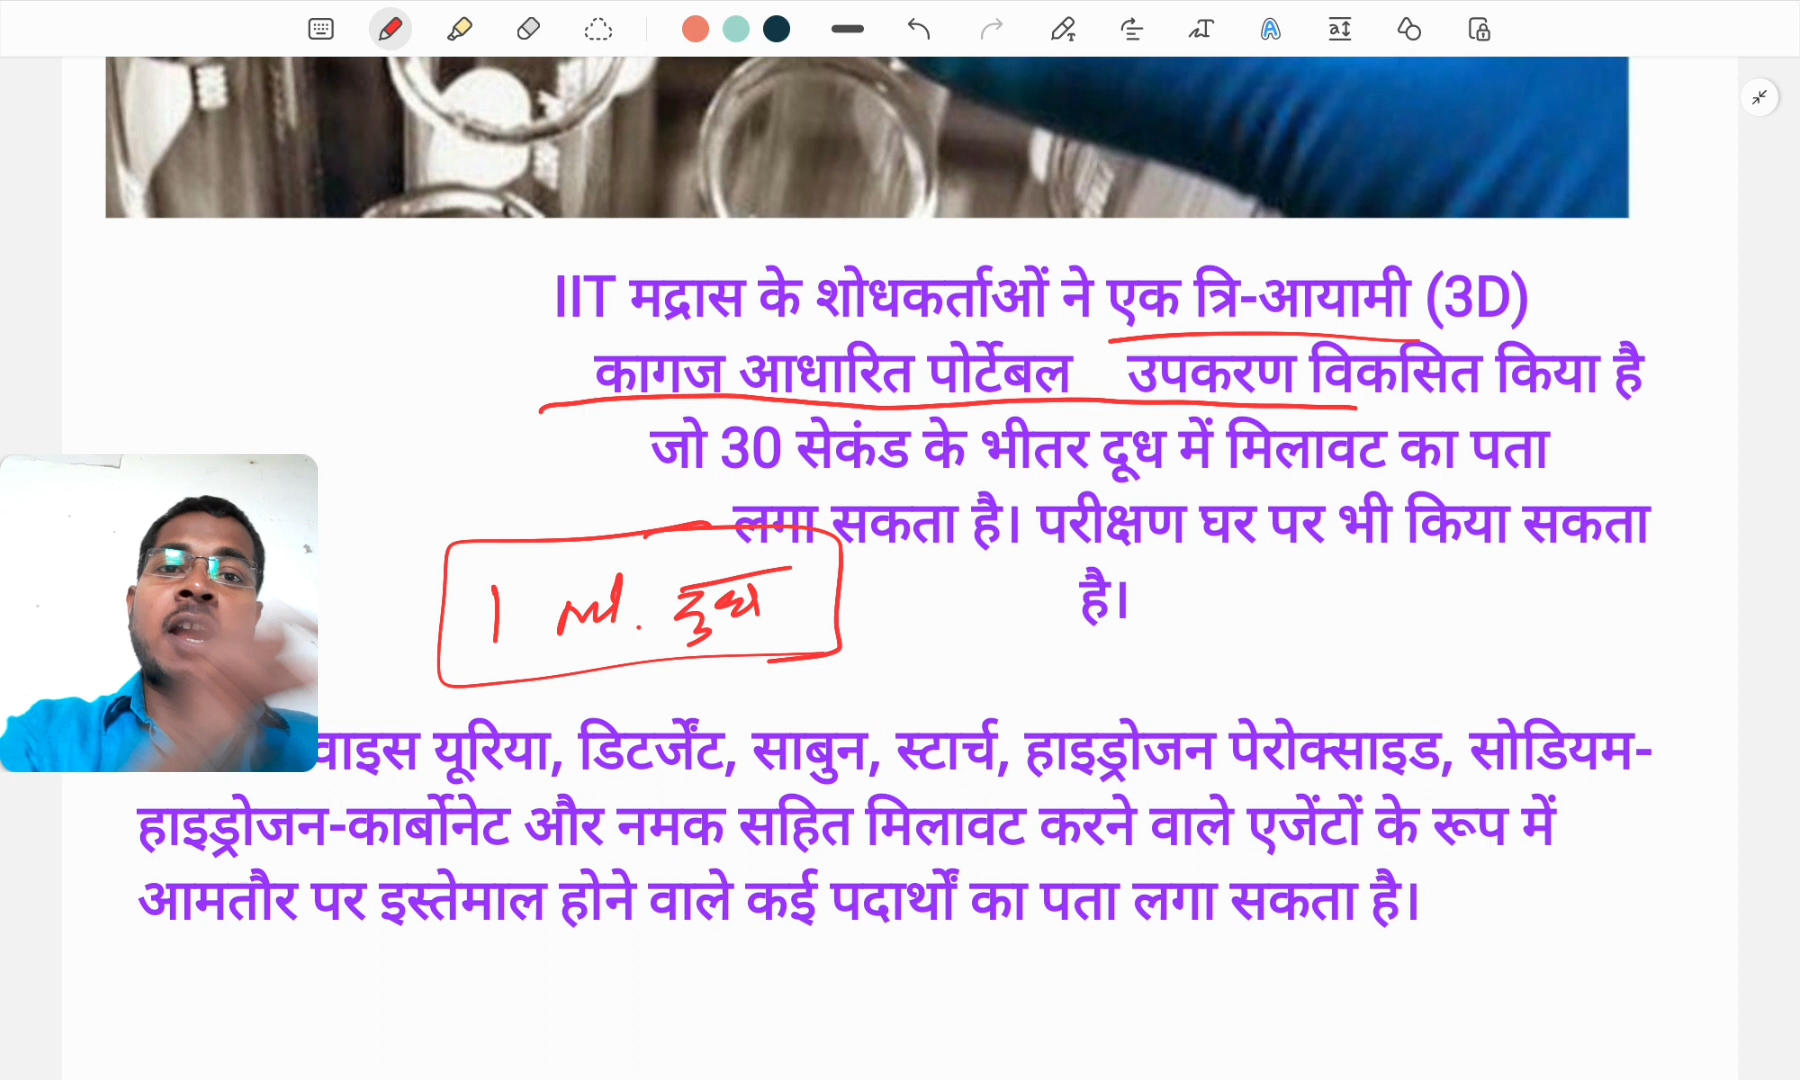 IIT मद्रास के शोधकर्ताओं ने एक त्रि-आयामी (3D)
कागज आधारित पोर्टेबल उपकरण विकसित किया है
जो 30 सेकंड के भीतर दूध में मिलावट का पता
लगा सकता है। परीक्षण घर पर भी किया सकता
है।
1 मी. दूध
वाइस यूरिया, डिटर्जेंट, साबुन, स्टार्च, हाइड्रोजन पेरोक्साइड, सोडियम-
हाइड्रोजन-कार्बोनेट और नमक सहित मिलावट करने वाले एजेंटों के रूप में
आमतौर पर इस्तेमाल होने वाले कई पदार्थों का पता लगा सकता है।